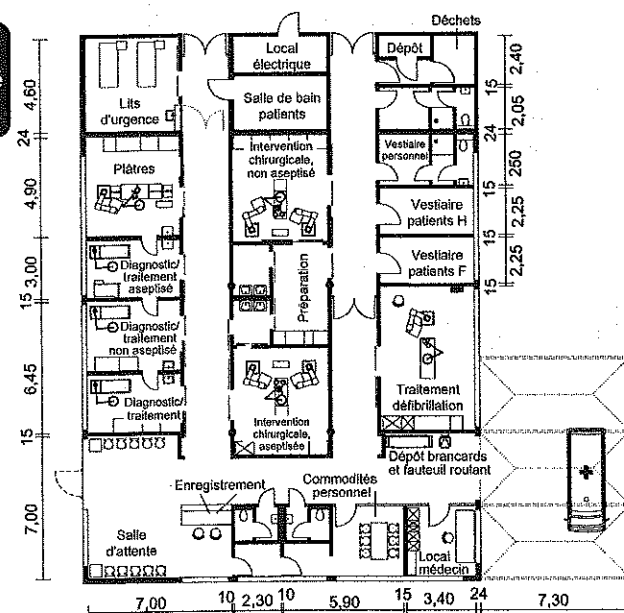 Déchets
Local
électrique
Dépôt
Lits
d'urgence
Salle de bain
patients
Plâtres
Intervention
chirurgicale,
non aseptisé
Vestiaire
personnel
Vestiaire
patients H
Vestiaire
patients F
Diagnostic/
traitement
aseptisé
Préparation
Diagnostic/
traitement
non aseptisé
Diagnostic/
traitement
Intervention
chirurgicale,
aseptisée
Traitement
défibrillation
Dépôt brancards
et fauteuil roulant
Enregistrement
Commodités
personnel
Salle
d'attente
Local
médecin
4,60
24
4,90
3,00
15
6,45
15
7,00
2,40
15
2,05
24
250
15
2,25
15
2,25
15
7,00
10
2,30
10
5,90
15
3,40
24
7,30